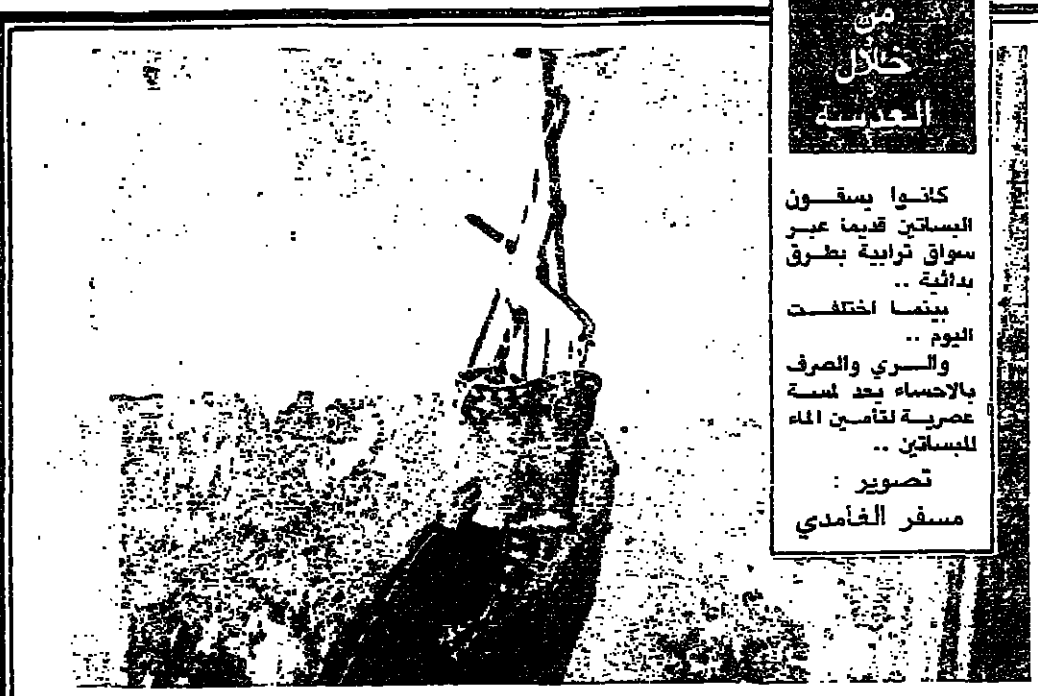 من
خلال
العدسة
كانوا يسقون
البساتين قديما عبر
سواق ترابية بطرق
بدائية ..
بينما اختلفت
اليوم ..
والري والصرف
بالاحساء يعد لمسة
عصرية لتأمين الماء
للبساتين ..
تصوير :
مسفر الغامدي